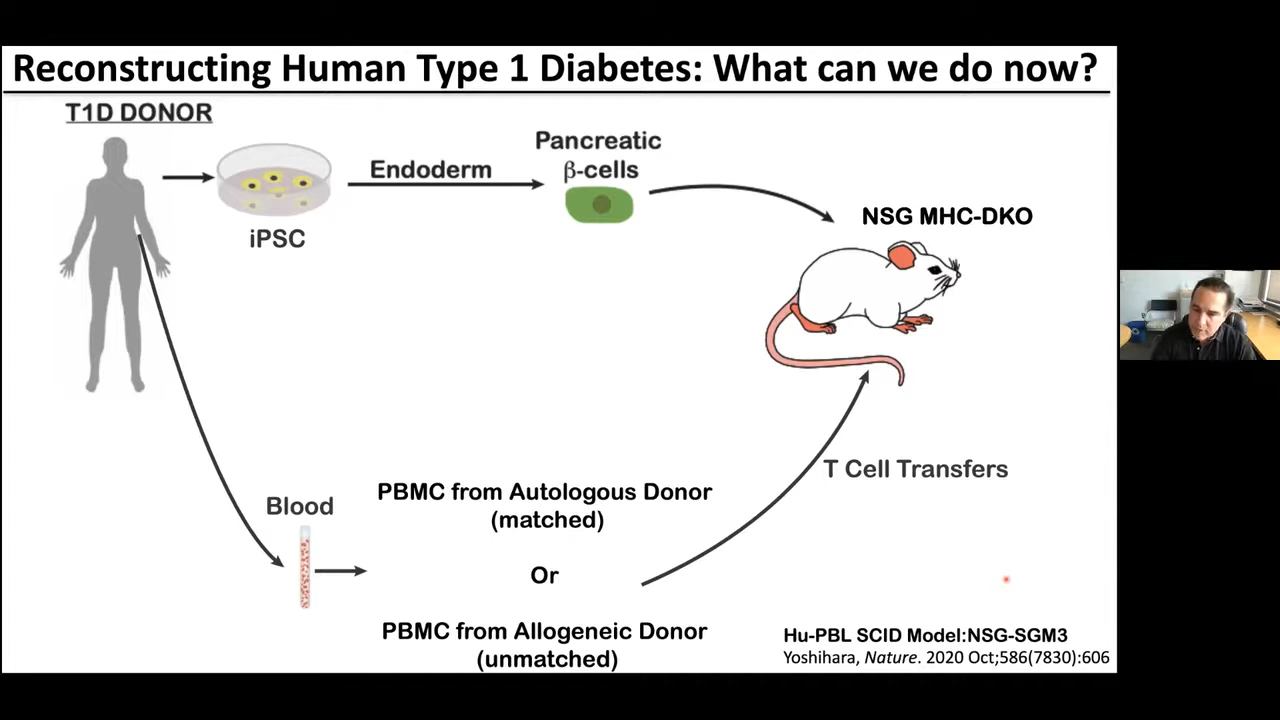 Reconstructing Human Type 1 Diabetes: What can we do now?
T1D DONOR
iPSC
Endoderm
Pancreatic
β-cells
NSG MHC-DKO
Blood
PBMC from Autologous Donor
(matched)
Or
PBMC from Allogeneic Donor
(unmatched)
T Cell Transfers
Hu-PBL SCID Model:NSG-SGM3
Yoshihara, Nature. 2020 Oct;586(7830):606